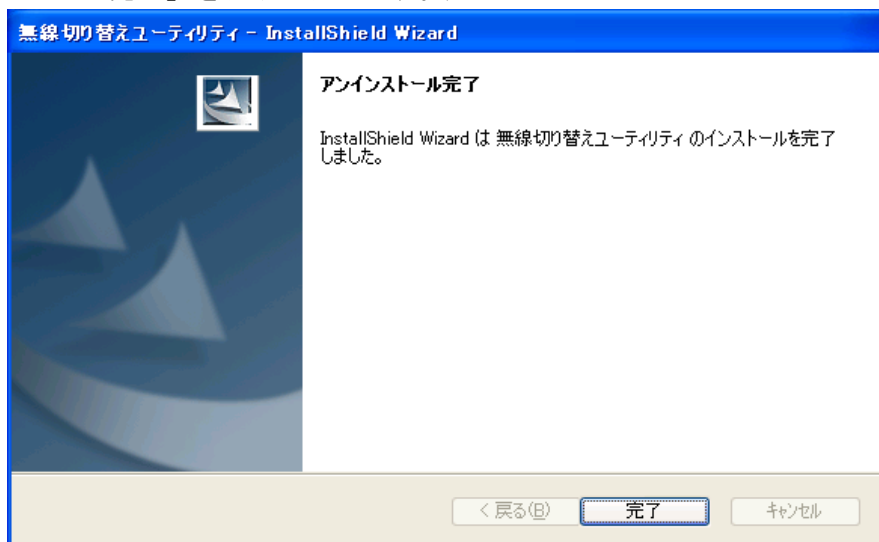 無線切り替えユーティリティ - InstallShield Wizard
アンインストール完了
InstallShield Wizard は 無線切り替えユーティリティ のインストールを完了
しました。
< 戻る(B)
完了
キャンセル